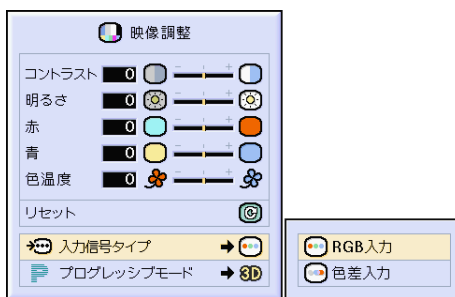 映像調整
コントラスト 0
明るさ 0
赤 0
青 0
色温度 0
リセット
入力信号タイプ
プログレッシブモード 3D
RGB入力
色差入力